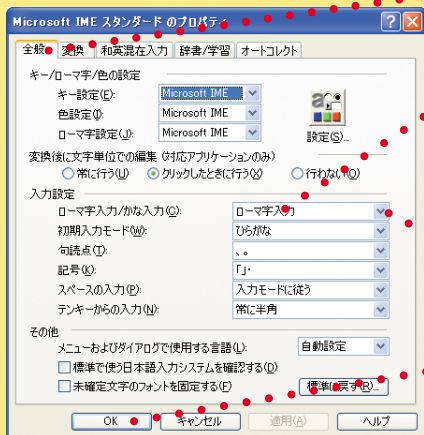 Microsoft IME スタンダード のプロパティ
全般 変換 和英混在入力 辞書/学習 オートコレクト
キー/ローマ字/色の設定
キー設定(E): Microsoft IME
色設定(I): Microsoft IME
ローマ字設定(J): Microsoft IME
設定(S)...
変換後に文字単位での編集 (対応アプリケーションのみ)
常に行う(U) クリックしたときに行う(X) 行わない(O)
入力設定
ローマ字入力/かな入力(C): ローマ字入力
初期入力モード(W): ひらがな
句読点(T): 、。
記号(K): 「」・
スペースの入力(P): 入力モードに従う
テンキーからの入力(N): 常に半角
その他
メニューおよびダイアログで使用する言語(L): 自動設定
標準で使う日本語入力システムを確認する(D)
未確定文字のフォントを固定する(F) 標準に戻す(R)...
OK キャンセル 適用(A) ヘルプ